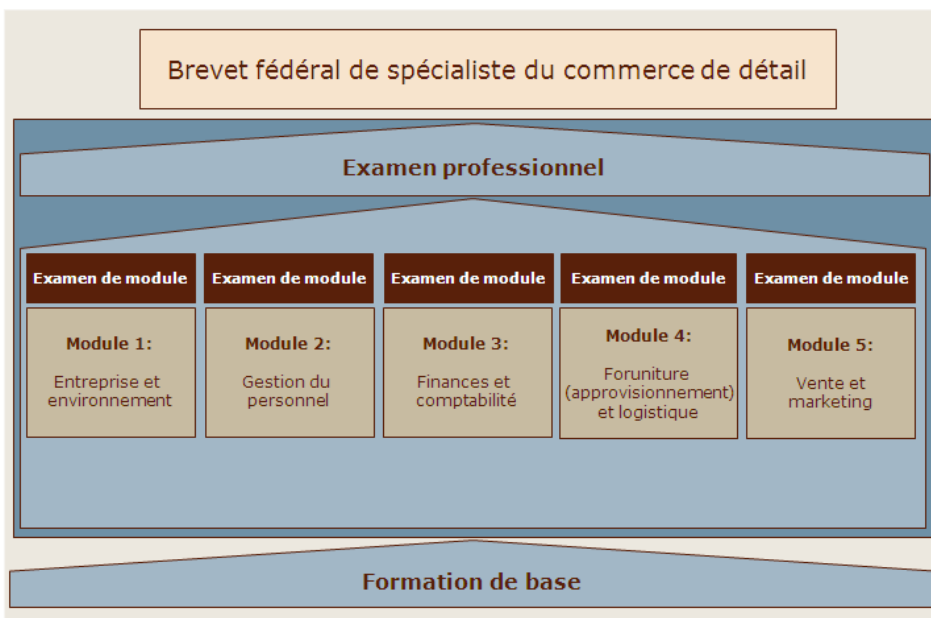 Brevet fédéral de spécialiste du commerce de détail
Examen professionnel
Examen de module
Examen de module
Examen de module
Examen de module
Examen de module
Module 1:
Entreprise et
environnement
Module 2:
Gestion du
personnel
Module 3:
Finances et
comptabilité
Module 4:
Foruniture
(approvisionnement)
et logistique
Module 5:
Vente et
marketing
Formation de base